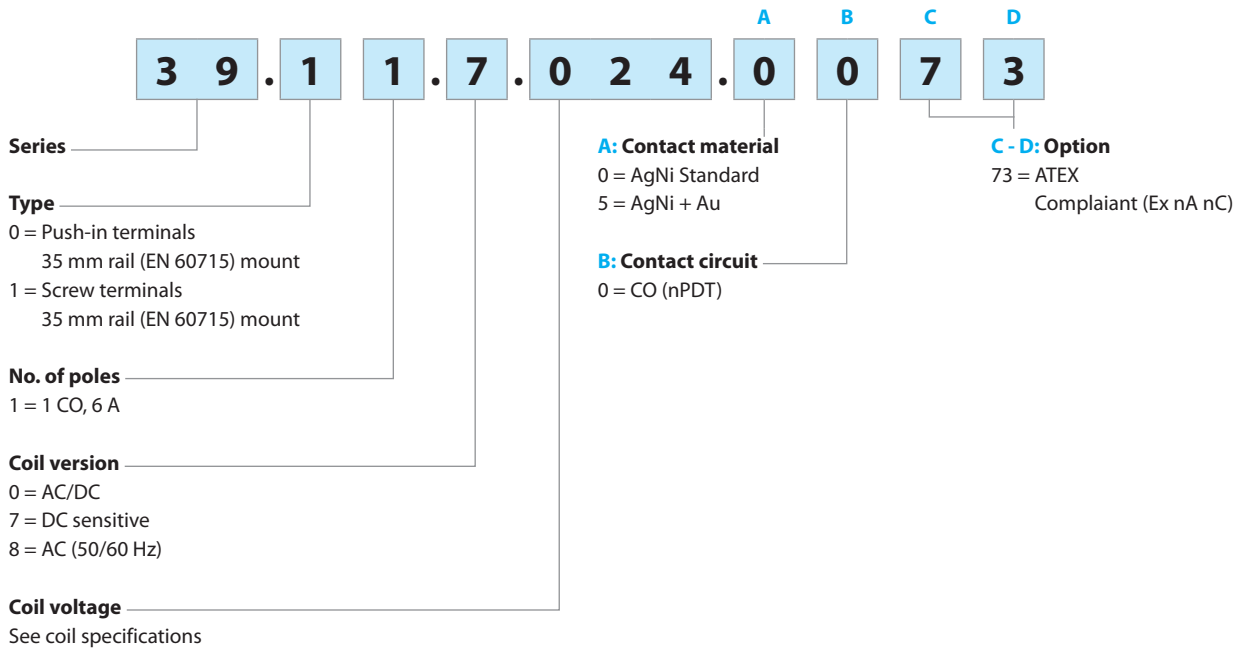 A B C D
3 9 . 1 1 . 7 . 0 2 4 . 0 0 7 3
Series
Type
0 = Push-in terminals
35 mm rail (EN 60715) mount
1 = Screw terminals
35 mm rail (EN 60715) mount
No. of poles
1 = 1 CO, 6 A
Coil version
0 = AC/DC
7 = DC sensitive
8 = AC (50/60 Hz)
Coil voltage
See coil specifications
A: Contact material
0 = AgNi Standard
5 = AgNi + Au
B: Contact circuit
0 = CO (nPDT)
C - D: Option
73 = ATEX
Complaiant (Ex nA nC)